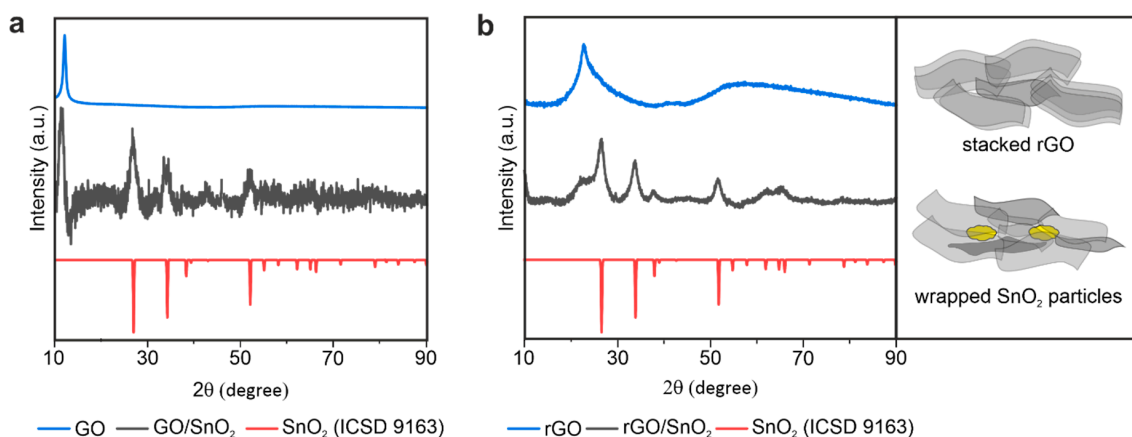 a
Intensity (a.u.)
10 30 50 70 90
2θ (degree)
GO GO/SnO₂ SnO₂ (ICSD 9163)
b
Intensity (a.u.)
10 30 50 70 90
2θ (degree)
rGO rGO/SnO₂ SnO₂ (ICSD 9163)
stacked rGO
wrapped SnO₂ particles